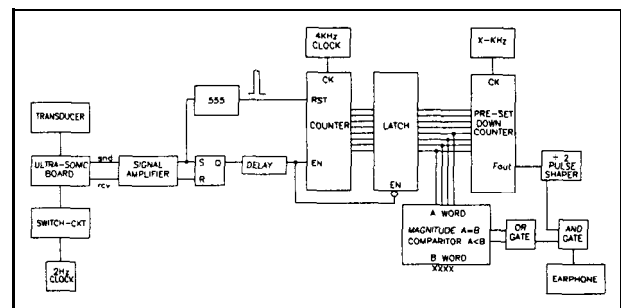 4KHz
CLOCK
X-KHz
CK
CK
555
RST
TRANSDUCER
COUNTER
LATCH
PRE-SET
DOWN
COUNTER
ULTRA-SONIC
BOARD
snd
rcv
SIGNAL
AMPLIFIER
S Q
R
DELAY
EN
Fout
÷ 2
PULSE
SHAPER
EN
SWITCH-CKT
A WORD
MAGNITUDE A=B
COMPARITOR A<B
B WORD
XXXX
OR
GATE
AND
GATE
2Hz
CLOCK
EARPHONE